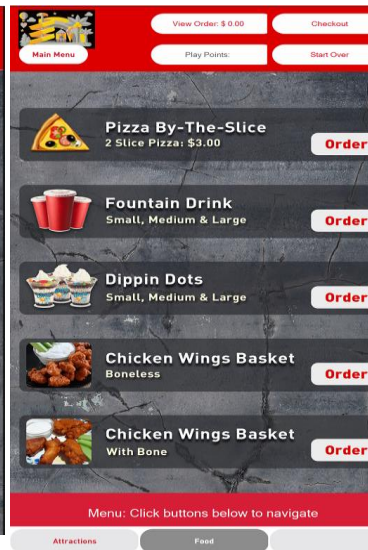 View Order: $ 0.00
Checkout
Main Menu
Play Points:
Start Over
Pizza By-The-Slice
2 Slice Pizza: $3.00
Order
Fountain Drink
Small, Medium & Large
Order
Dippin Dots
Small, Medium & Large
Order
Chicken Wings Basket
Boneless
Order
Chicken Wings Basket
With Bone
Order
Menu: Click buttons below to navigate
Attractions
Food